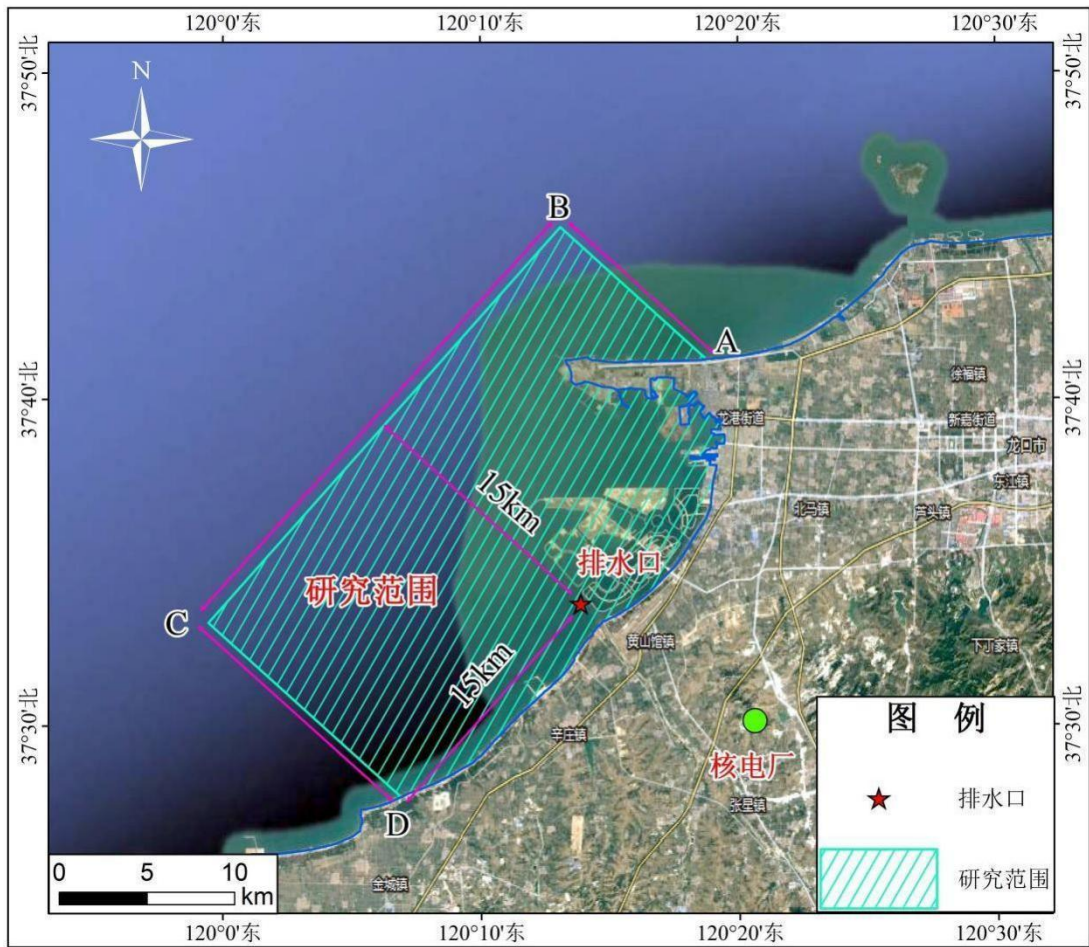 120°0'东
120°10'东
120°20'东
120°30'东
37°50'北
37°50'北
N
B
A
徐福镇
37°40'北
37°40'北
龙港街道
新嘉街道
龙口市
东江镇
15km
北马镇
芦头镇
排水口
研究范围
C
黄山馆镇
下丁家镇
15km
37°30'北
37°30'北
辛庄镇
核电厂
张星镇
D
金城镇
图 例
排水口
研究范围
0 5 10
km
120°0'东
120°10'东
120°20'东
120°30'东